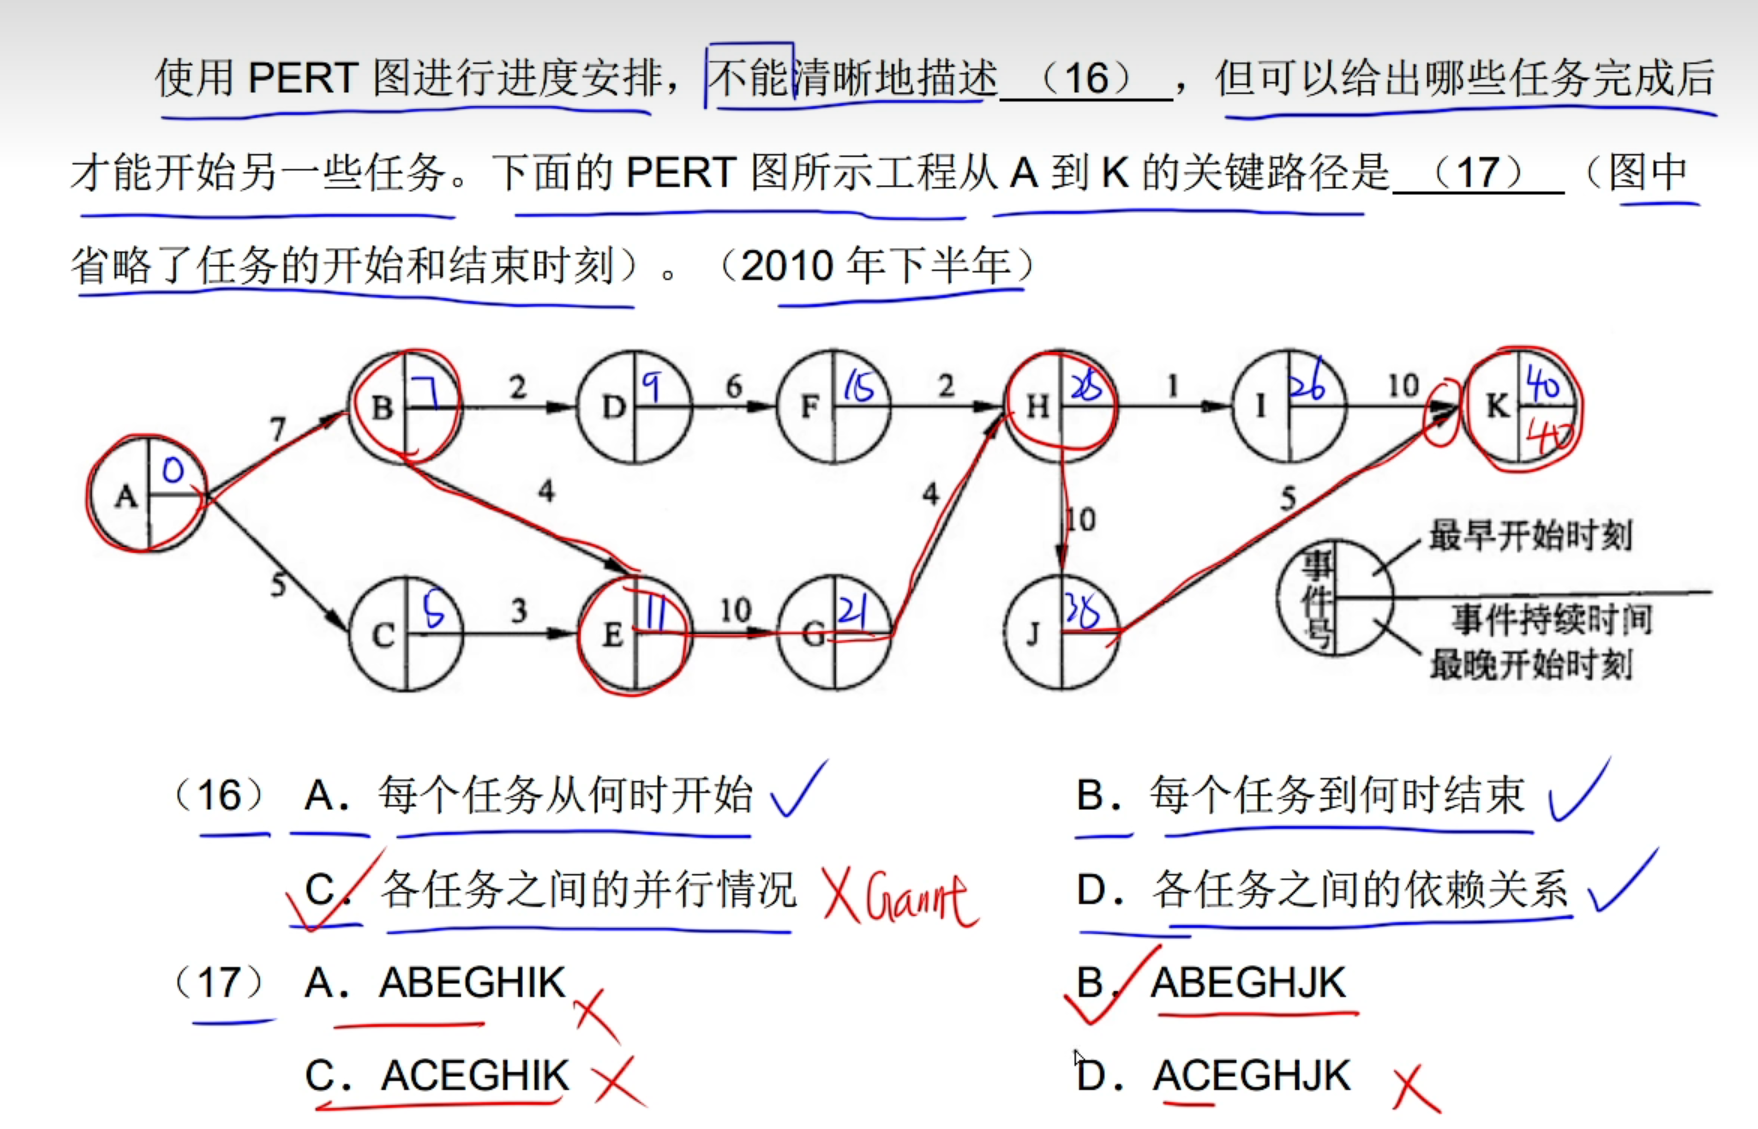 使用 PERT 图进行进度安排，不能清晰地描述（16），但可以给出哪些任务完成后
才能开始另一些任务。下面的 PERT 图所示工程从 A 到 K 的关键路径是（17）（图中
省略了任务的开始和结束时刻）。（2010 年下半年）
B 7 2 D 9 6 F 15 2 H 25 1 I 26 10 K 40
40
7
A 0
4 4 10 5
最早开始时刻
5
事件号
事件持续时间
C 5 3 E 11 10 G 21 J 35
最晚开始时刻
（16） A．每个任务从何时开始 B．每个任务到何时结束
C．各任务之间的并行情况 X Gannt D．各任务之间的依赖关系
（17） A．ABEGHIK B．ABEGHJK
C．ACEGHIK D．ACEGHJK